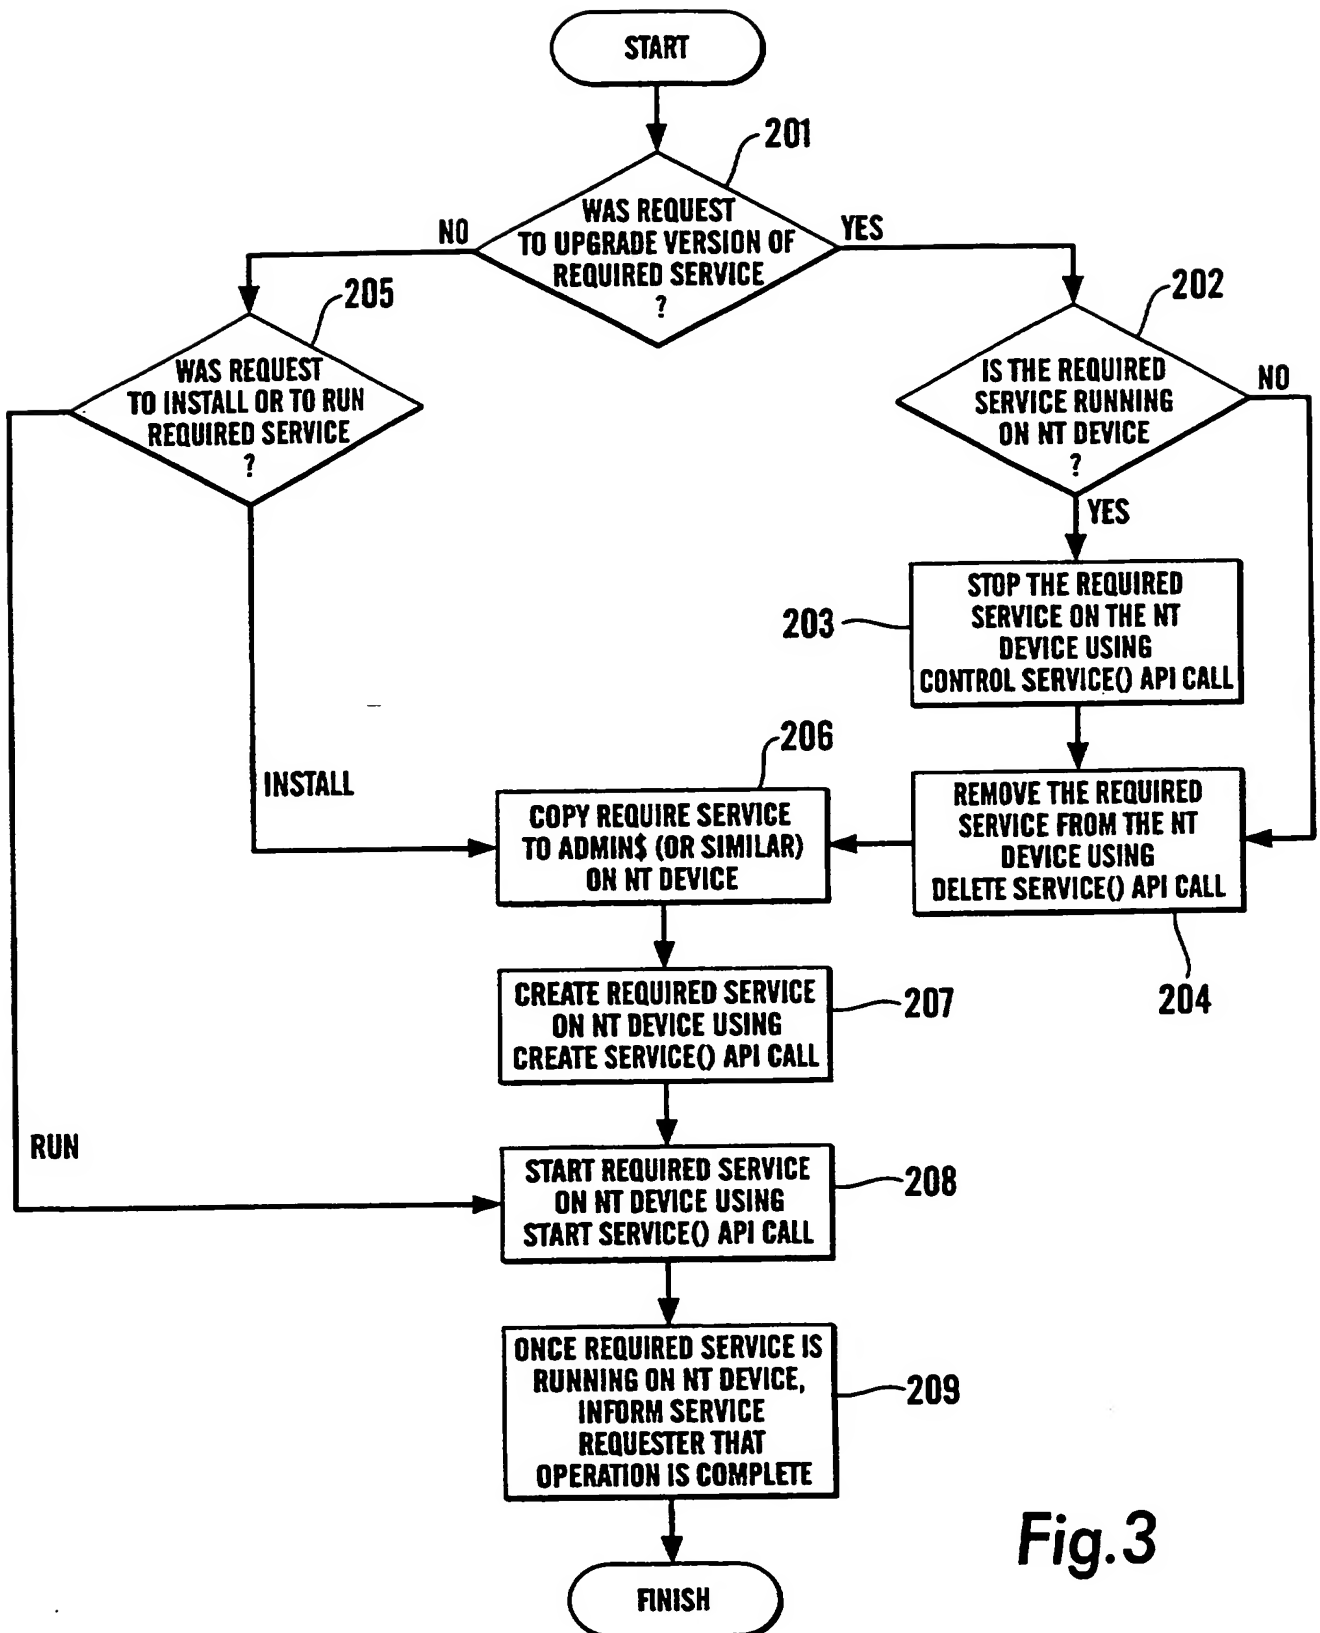 START
201
WAS REQUEST
TO UPGRADE VERSION OF
REQUIRED SERVICE
?
NO
YES
205
WAS REQUEST
TO INSTALL OR TO RUN
REQUIRED SERVICE
?
202
IS THE REQUIRED
SERVICE RUNNING
ON NT DEVICE
?
NO
YES
203
STOP THE REQUIRED
SERVICE ON THE NT
DEVICE USING
CONTROL SERVICE() API CALL
INSTALL
206
COPY REQUIRE SERVICE
TO ADMIN$ (OR SIMILAR)
ON NT DEVICE
REMOVE THE REQUIRED
SERVICE FROM THE NT
DEVICE USING
DELETE SERVICE() API CALL
204
CREATE REQUIRED SERVICE
ON NT DEVICE USING
CREATE SERVICE() API CALL
207
RUN
START REQUIRED SERVICE
ON NT DEVICE USING
START SERVICE() API CALL
208
ONCE REQUIRED SERVICE IS
RUNNING ON NT DEVICE,
INFORM SERVICE
REQUESTER THAT
OPERATION IS COMPLETE
209
Fig.3
FINISH